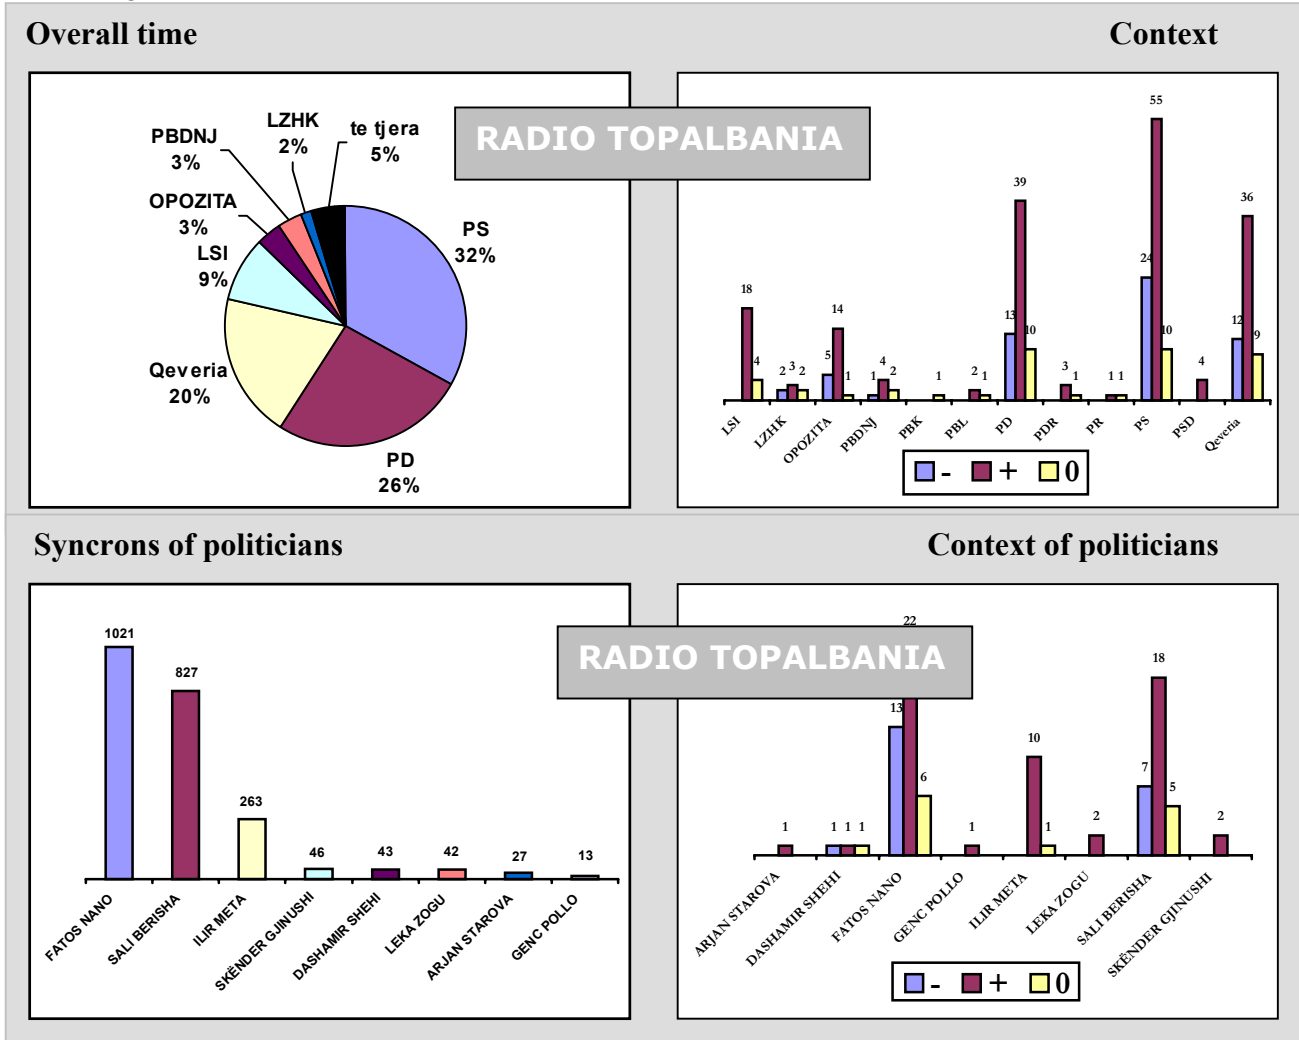 Overall time
Context
RADIO TOPALBANIA
PBDNJ
3%
LZHK
2%
te tjera
5%
OPOZITA
3%
LSI
9%
PS
32%
Qeveria
20%
PD
26%
18 4
2 3 2
5 14 1
1 4 2
1
2 1
13 39 10
3 1
1 1
24 55 10
4
12 36 9
LSI LZHK OPOZITA PBDNJ PBK PBL PD PDR PR PS PSD Qeveria
- + 0
Syncrons of politicians
Context of politicians
RADIO TOPALBANIA
1021 827 263 46 43 42 27 13
FATOS NANO SALI BERISHA ILIR META SKËNDER GJINUSHI DASHAMIR SHEHI LEKA ZOGU ARJAN STAROVA GENC POLLO
1
1 1 1
13 22 6
1
10 1
2
7 18 5
2
ARJAN STAROVA DASHAMIR SHEHI FATOS NANO GENC POLLO ILIR META LEKA ZOGU SALI BERISHA SKËNDER GJINUSHI
- + 0